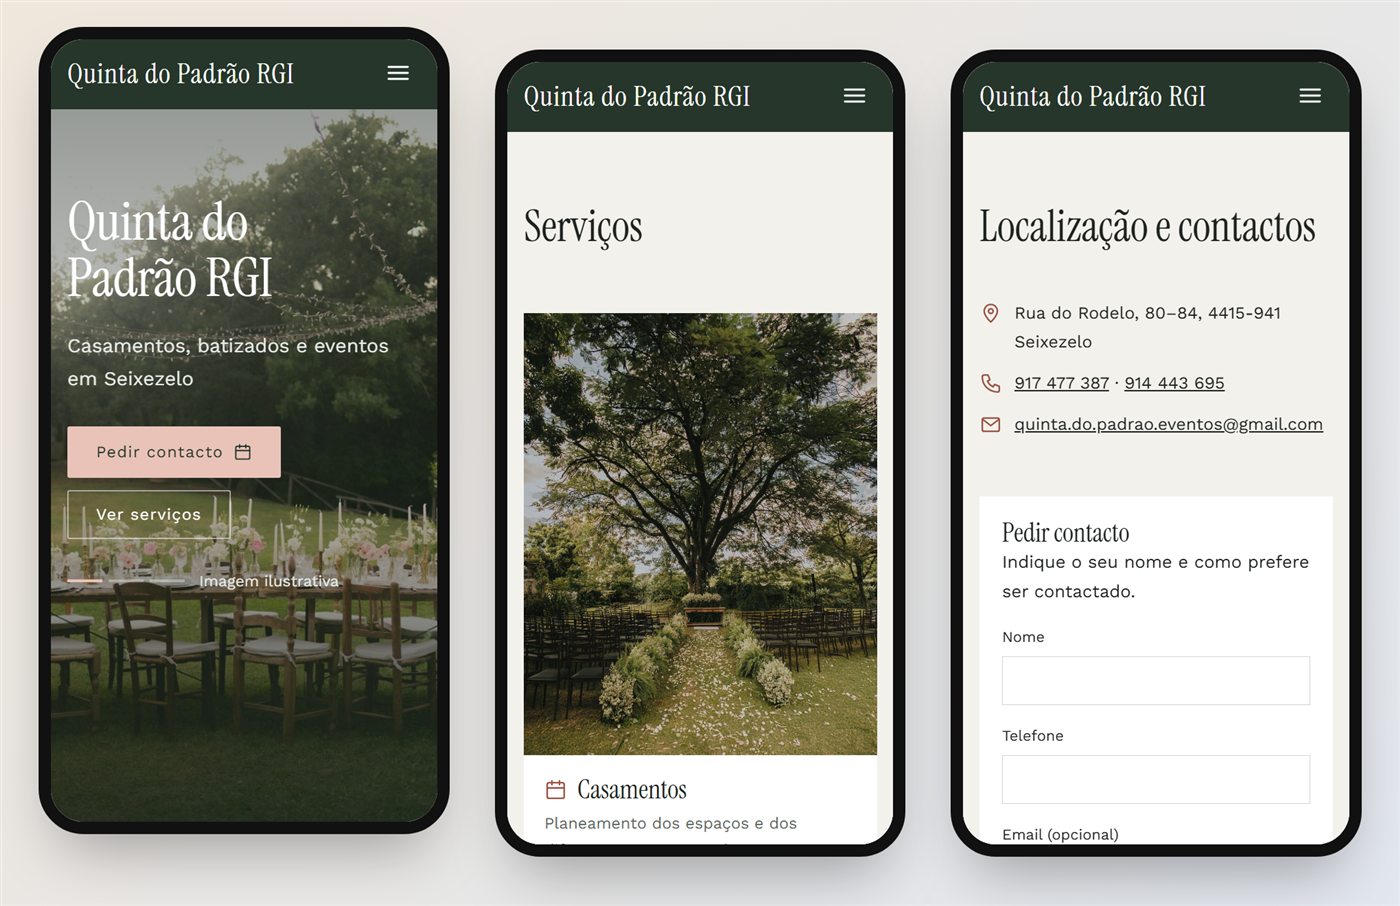 Quinta do Padrão RGI
Quinta do
Padrão RGI
Casamentos, batizados e eventos
em Seixezelo
Pedir contacto
Ver serviços
Imagem ilustrativa
Quinta do Padrão RGI
Serviços
Casamentos
Planeamento dos espaços e dos
Quinta do Padrão RGI
Localização e contactos
Rua do Rodelo, 80–84, 4415-941
Seixezelo
917 477 387 · 914 443 695
quinta.do.padrao.eventos@gmail.com
Pedir contacto
Indique o seu nome e como prefere
ser contactado.
Nome
Telefone
Email (opcional)